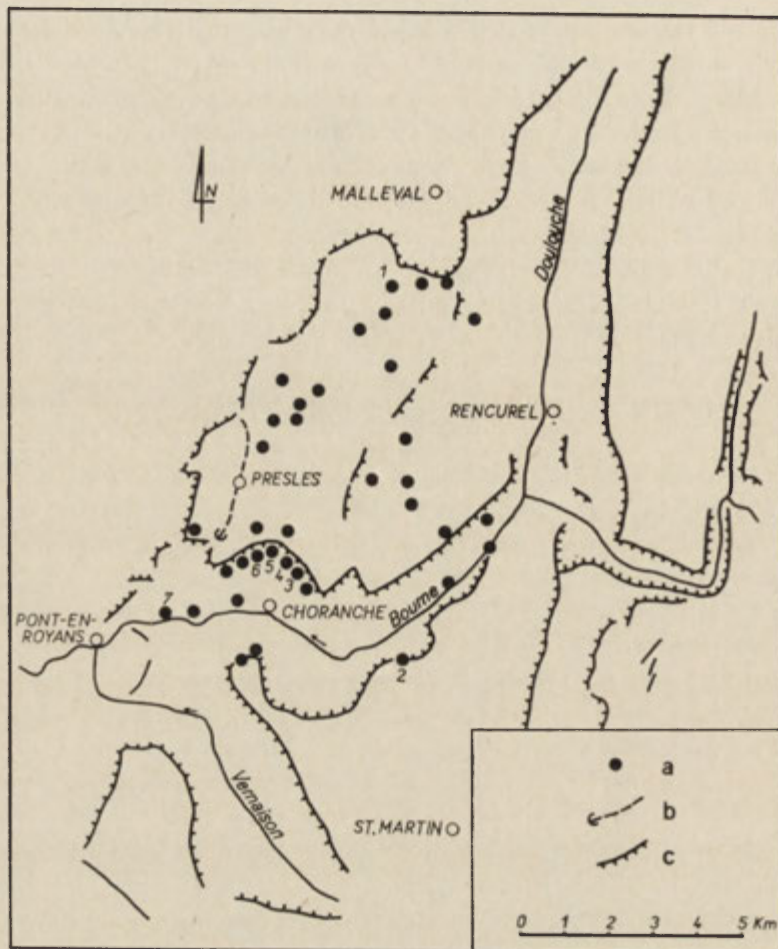 N
MALLEVAL
Doulouche
1
RENCUREL
PRESLES
6
5
4
3
Bourne
7
CHORANCHE
PONT-EN-
ROYANS
2
Vernaison
ST. MARTIN
a
b
c
0 1 2 3 4 5 Km